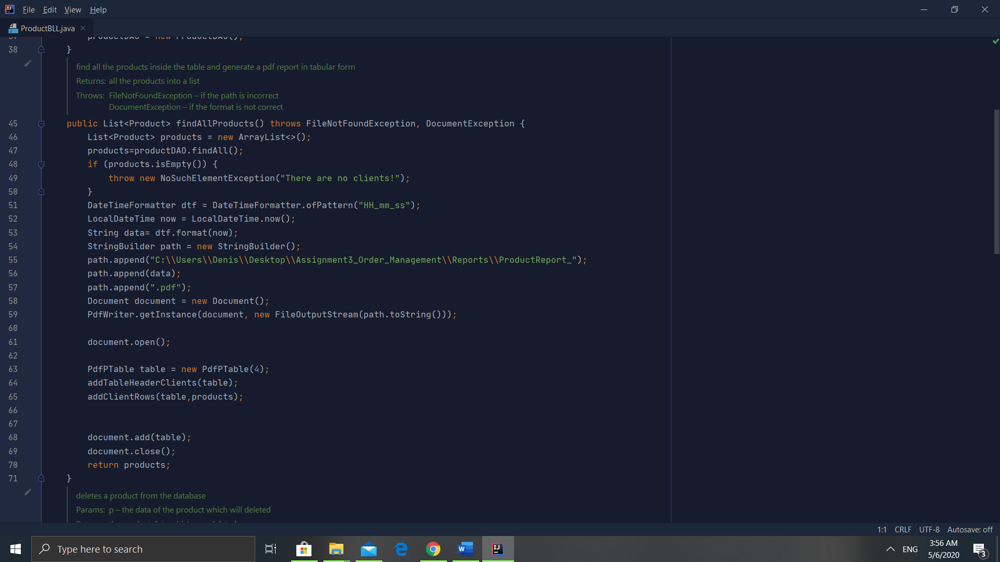 File Edit View Help
ProductBLL.java
37 productDAO = new ProductDAO();
38 }
find all the products inside the table and generate a pdf report in tabular form
Returns: all the products into a list
Throws: FileNotFoundException – if the path is incorrect
DocumentException – if the format is not correct
45 public List<Product> findAllProducts() throws FileNotFoundException, DocumentException {
46 List<Product> products = new ArrayList<>();
47 products=productDAO.findAll();
48 if (products.isEmpty()) {
49 throw new NoSuchElementException("There are no clients!");
50 }
51 DateTimeFormatter dtf = DateTimeFormatter.ofPattern("HH_mm_ss");
52 LocalDateTime now = LocalDateTime.now();
53 String data= dtf.format(now);
54 StringBuilder path = new StringBuilder();
55 path.append("C:\\Users\\Denis\\Desktop\\Assignment3_Order_Management\\Reports\\ProductReport_");
56 path.append(data);
57 path.append(".pdf");
58 Document document = new Document();
59 PdfWriter.getInstance(document, new FileOutputStream(path.toString()));
60
61 document.open();
62
63 PdfPTable table = new PdfPTable(4);
64 addTableHeaderClients(table);
65 addClientRows(table,products);
66
67
68 document.add(table);
69 document.close();
70 return products;
71 }
deletes a product from the database
Params: p – the data of the product which will deleted
1:1 CRLF UTF-8 Autosave: off
Type here to search
ENG
3:56 AM
5/6/2020
3